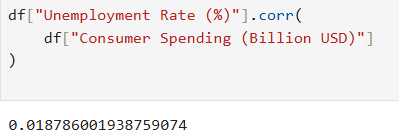 df["Unemployment Rate (%)"].corr(
    df["Consumer Spending (Billion USD)"]
)
0.018786001938759074